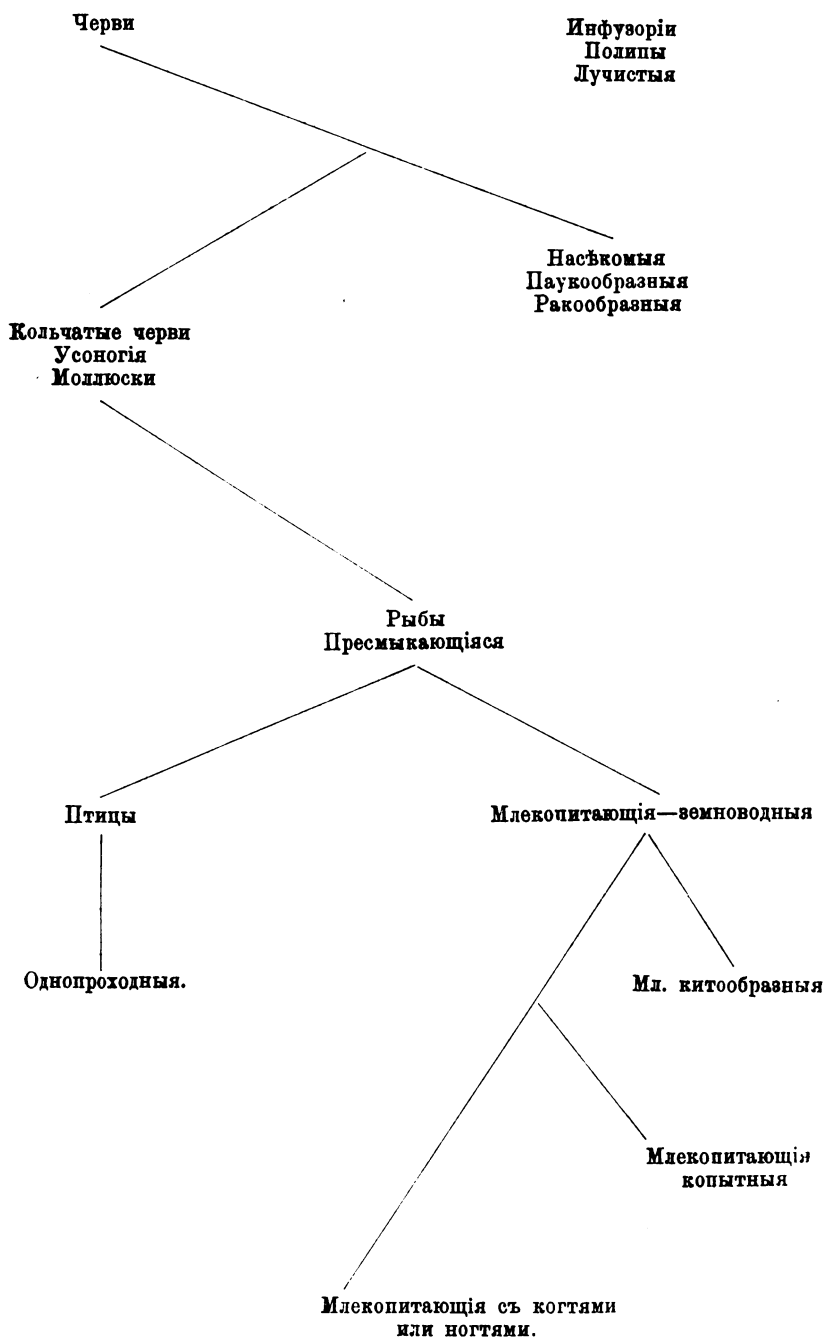 Черви
Инфузоріи
Полипы
Лучистыя
Насѣкомыя
Паукообразныя
Ракообразныя
Кольчатые черви
Усоногія
Моллюски
Рыбы
Пресмыкающіяся
Птицы
Млекопитающія—земноводныя
Однопроходныя.
Мл. китообразныя
Млекопитающія
копытныя
Млекопитающія съ когтями
или ногтями.